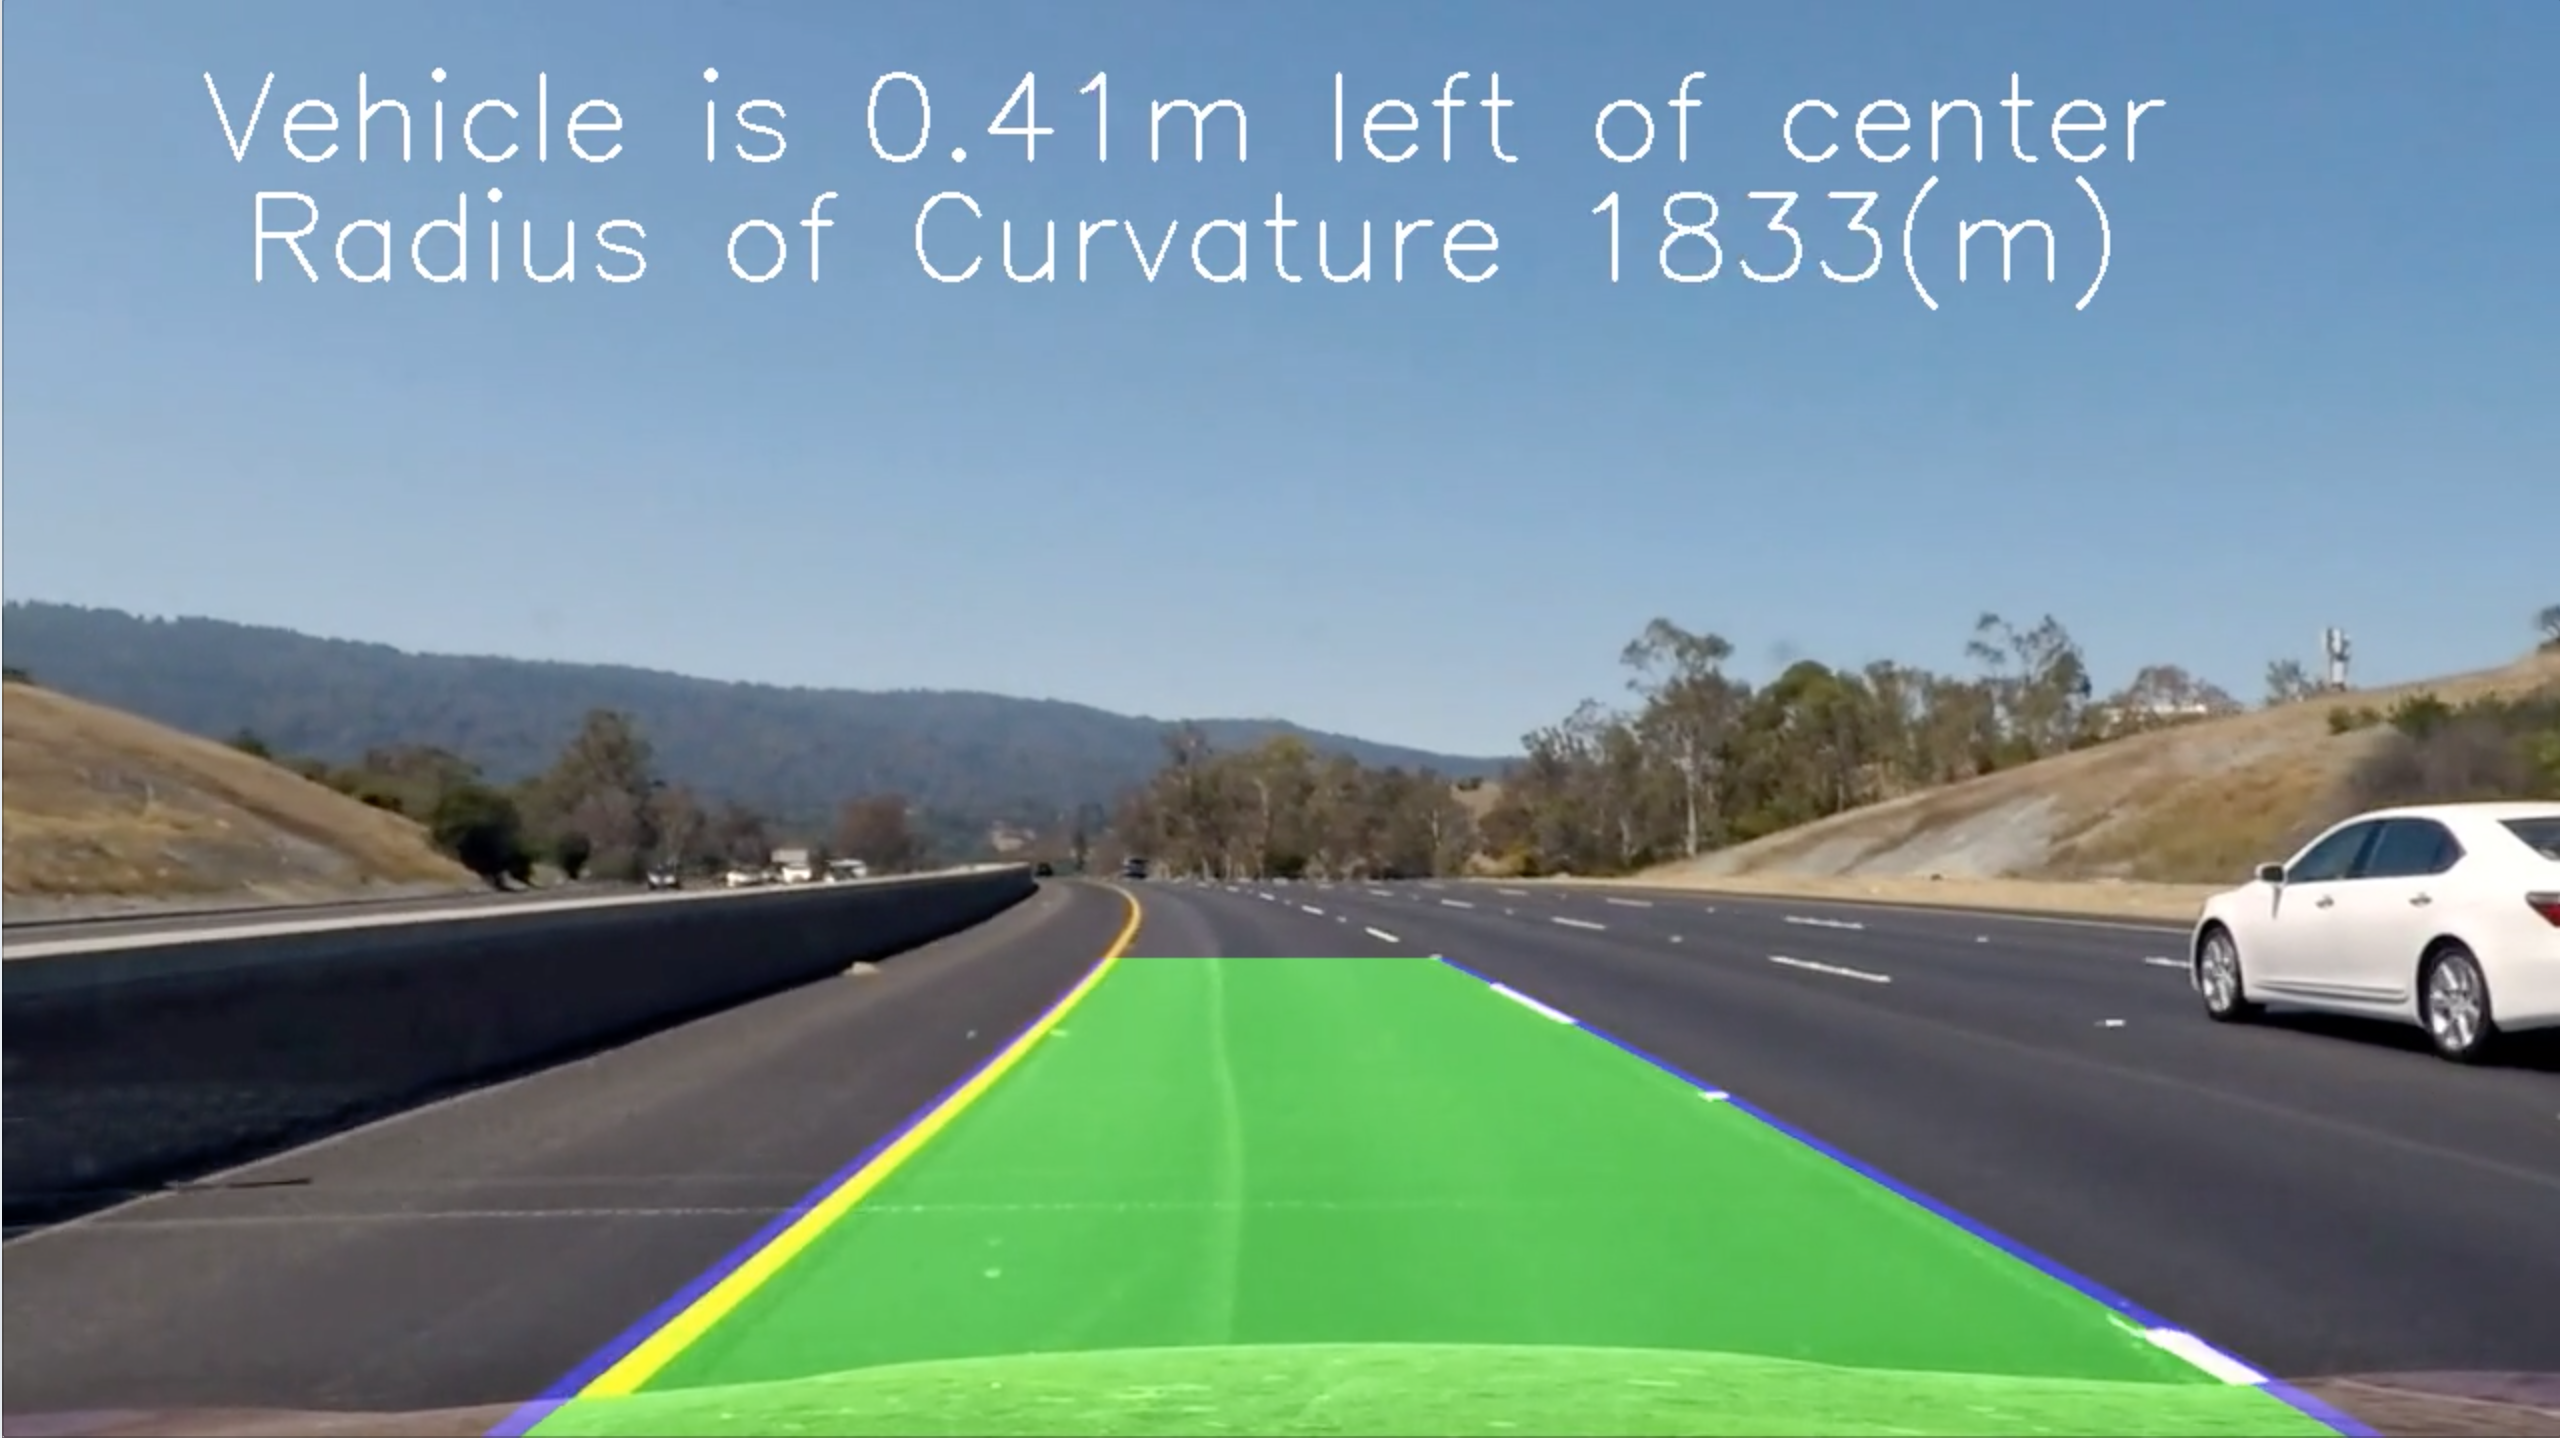 Vehicle is 0.41m left of center
Radius of Curvature 1833(m)